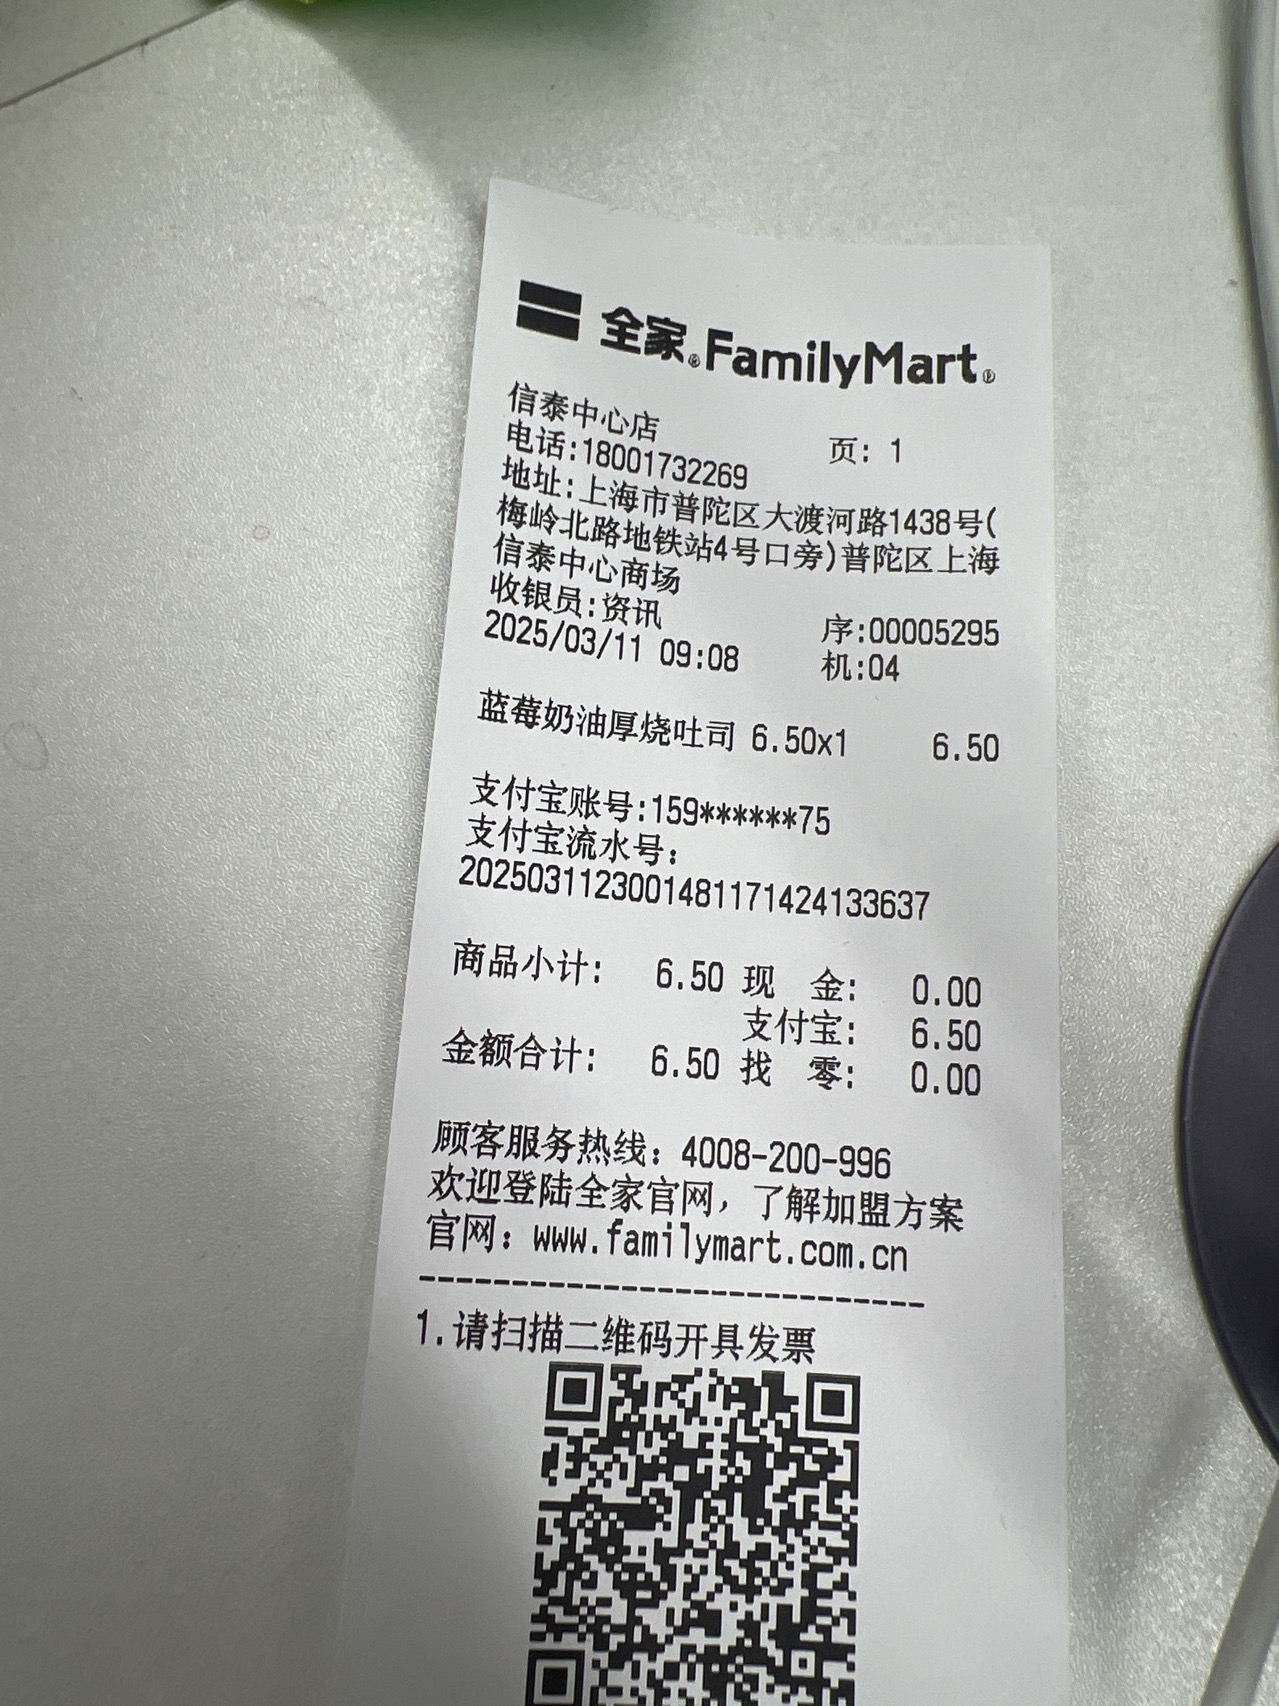 全家® FamilyMart®
信泰中心店
页: 1
电话:18001732269
地址:上海市普陀区大渡河路1438号(
梅岭北路地铁站4号口旁)普陀区上海
信泰中心商场
收银员:资讯 序:00005295
2025/03/11 09:08 机:04
蓝莓奶油厚烧吐司 6.50x1 6.50
支付宝账号:159******75
支付宝流水号:
2025031123001481171424133637
商品小计: 6.50 现 金: 0.00
支付宝: 6.50
金额合计: 6.50 找 零: 0.00
顾客服务热线: 4008-200-996
欢迎登陆全家官网,了解加盟方案
官网: www.familymart.com.cn
----------------------------
1.请扫描二维码开具发票